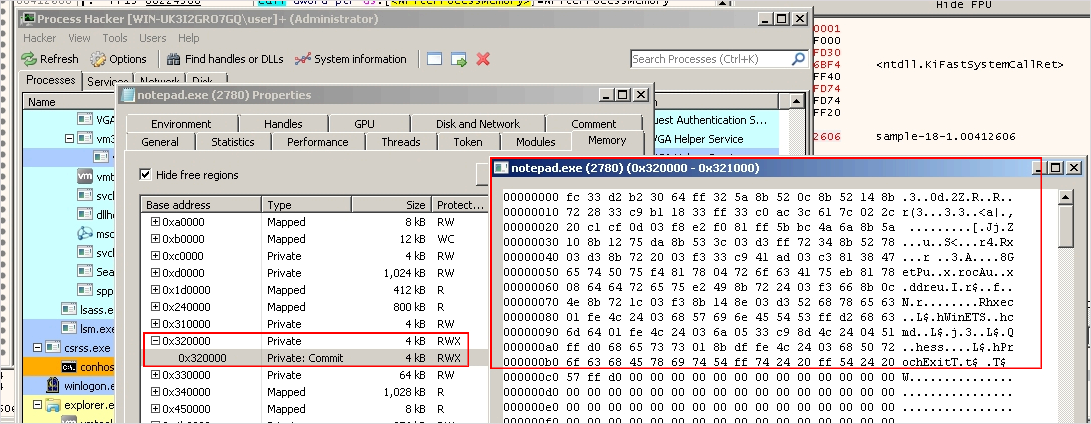 call dword ptr ds:[<NtWriteProcessMemory
Hide FPU
Process Hacker [WIN-UK3I2GRO7GQ\user]+ (Administrator)
Hacker View Tools Users Help
Refresh Options Find handles or DLLs System information Search Processes (Ctrl+K)
Processes Services Network Disk
Name
VGA
vm3
vmt
svcl
dllho
msc
svcl
Sea
spp
lsass.e
lsm.exe
csrss.exe
conhos
winlogon.e
explorer.e
uest Authentication S...
VGA Helper Service
GA Helper Service
notepad.exe (2780) Properties
Environment Handles GPU Disk and Network Comment
General Statistics Performance Threads Token Modules Memory
Hide free regions
Base address Type Size Protect...
0xa0000 Mapped 8 kB RW
0xb0000 Mapped 12 kB WC
0xc0000 Private 4 kB RW
0xd0000 Private 1,024 kB RW
0x1d0000 Mapped 412 kB R
0x240000 Mapped 800 kB R
0x310000 Private 4 kB RW
0x320000 Private 4 kB RWX
0x320000 Private: Commit 4 kB RWX
0x330000 Private 64 kB RW
0x340000 Mapped 1,028 kB R
0x450000 Mapped 8 kB R
0001
F000
FD30
6BF4 <ntdll.KiFastSystemCallRet>
FF40
FD74
FD74
FF20
2606 sample-18-1.00412606
notepad.exe (2780) (0x320000 - 0x321000)
00000000 fc 33 d2 b2 30 64 ff 32 5a 8b 52 0c 8b 52 14 8b .3..0d.2Z.R..R..
00000010 72 28 33 c9 b1 18 33 ff 33 c0 ac 3c 61 7c 02 2c r(3...3.3..<a|.,
00000020 20 c1 cf 0d 03 f8 e2 f0 81 ff 5b bc 4a 6a 8b 5a .........[.Jj.Z
00000030 10 8b 12 75 da 8b 53 3c 03 d3 ff 72 34 8b 52 78 ...u..S<...r4.Rx
00000040 03 d3 8b 72 20 03 f3 33 c9 41 ad 03 c3 81 38 47 ...r ..3.A....8G
00000050 65 74 50 75 f4 81 78 04 72 6f 63 41 75 eb 81 78 etPu..x.rocAu..x
00000060 08 64 64 72 65 75 e2 49 8b 72 24 03 f3 66 8b 0c .ddreu.I.r$..f..
00000070 4e 8b 72 1c 03 f3 8b 14 8e 03 d3 52 68 78 65 63 N.r........Rhxec
00000080 01 fe 4c 24 03 68 57 69 6e 45 54 53 ff d2 68 63 ..L$.hWinETS..hc
00000090 6d 64 01 fe 4c 24 03 6a 05 33 c9 8d 4c 24 04 51 md..L$.j.3..L$.Q
000000a0 ff d0 68 65 73 73 01 8b df fe 4c 24 03 68 50 72 ..hess....L$.hPr
000000b0 6f 63 68 45 78 69 74 54 ff 74 24 20 ff 54 24 20 ochExitT.t$ .T$
000000c0 57 ff d0 00 00 00 00 00 00 00 00 00 00 00 00 00 W...............
000000d0 00 00 00 00 00 00 00 00 00 00 00 00 00 00 00 00 ................
000000e0 00 00 00 00 00 00 00 00 00 00 00 00 00 00 00 00 ................